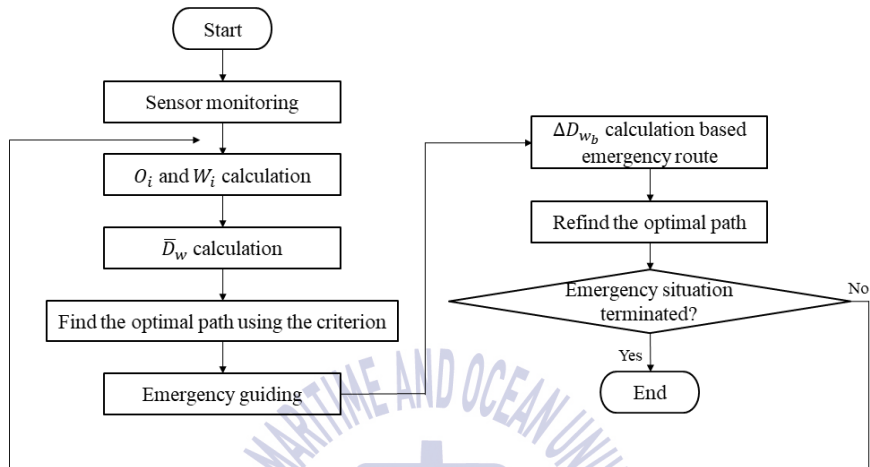 Start
Sensor monitoring
O_i and W_i calculation
D̅_w calculation
Find the optimal path using the criterion
Emergency guiding
ΔD_{w_b} calculation based
emergency route
Refind the optimal path
Emergency situation
terminated?
No
Yes
End
MARITIME AND OCEAN